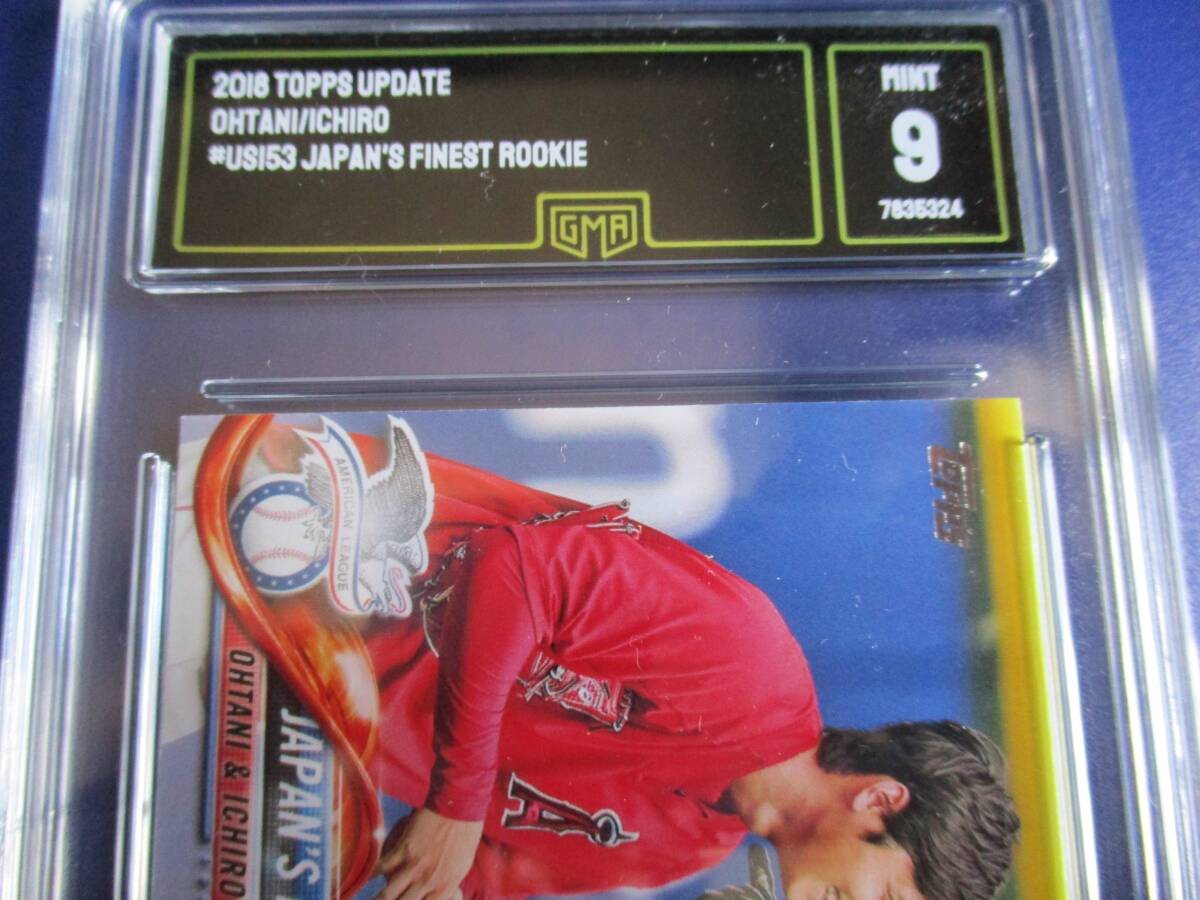 2018 TOPPS UPDATE
OHTANI/ICHIRO
#US153 JAPAN'S FINEST ROOKIE
MINT
9
7835324
GMA
TOPPS
AMERICAN LEAGUE
JAPAN'S
OHTANI & ICHIRO
A